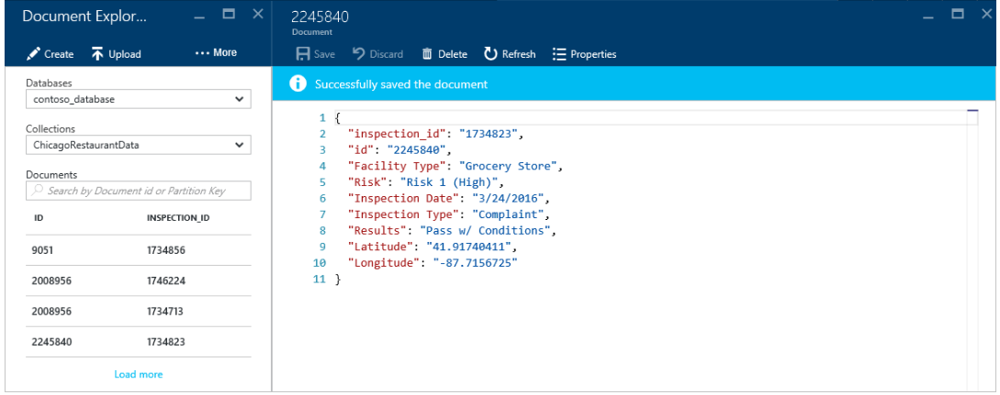 Document Explor...
Create Upload ... More
Databases
contoso_database
Collections
ChicagoRestaurantData
Documents
Search by Document id or Partition Key
ID INSPECTION_ID
9051 1734856
2008956 1746224
2008956 1734713
2245840 1734823
Load more
2245840
Document
Save Discard Delete Refresh Properties
Successfully saved the document
1 {
2 "inspection_id": "1734823",
3 "id": "2245840",
4 "Facility Type": "Grocery Store",
5 "Risk": "Risk 1 (High)",
6 "Inspection Date": "3/24/2016",
7 "Inspection Type": "Complaint",
8 "Results": "Pass w/ Conditions",
9 "Latitude": "41.91740411",
10 "Longitude": "-87.7156725"
11 }